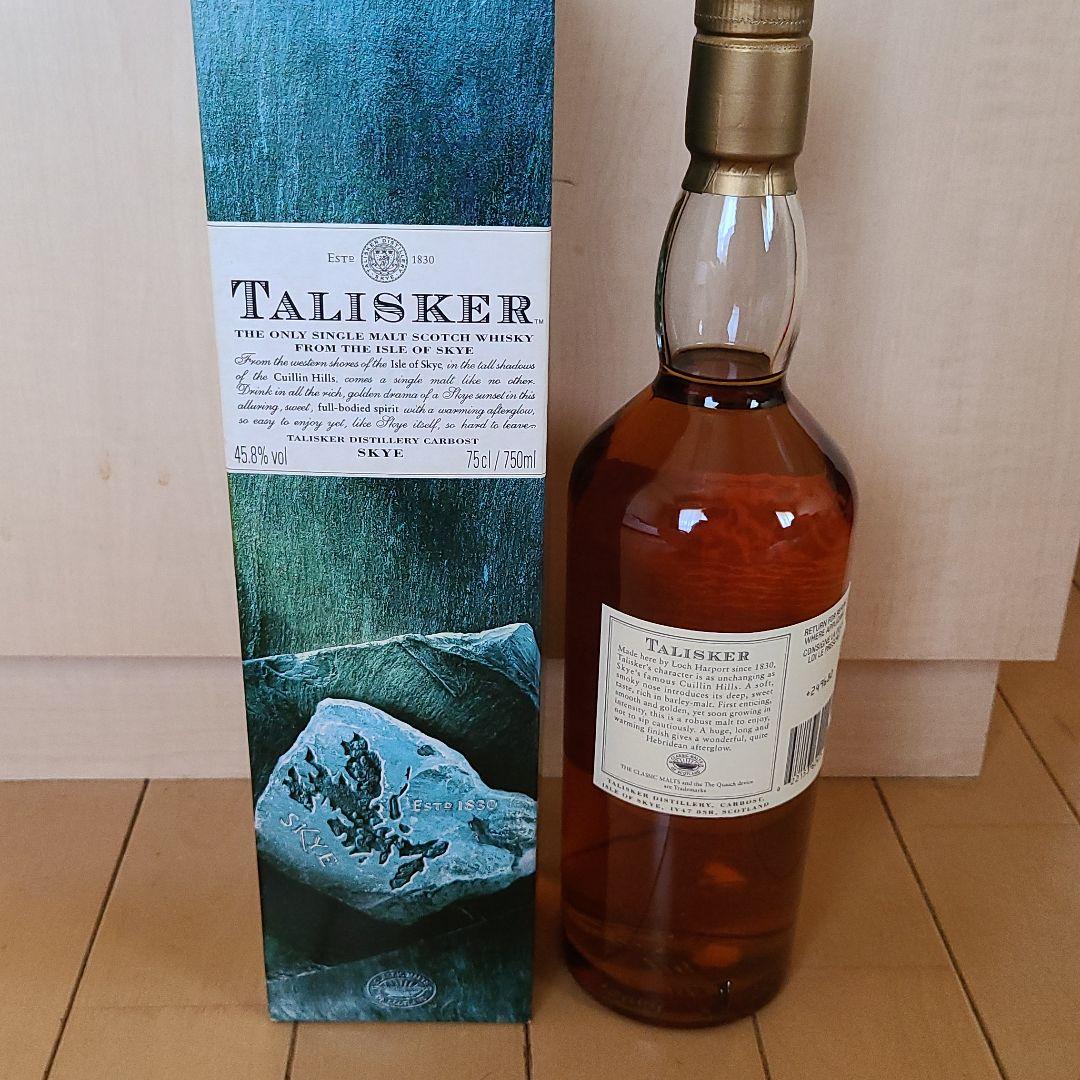 ESTD 1830
TALISKER™
THE ONLY SINGLE MALT SCOTCH WHISKY
FROM THE ISLE OF SKYE
From the western shores of the Isle of Skye, in the tall shadows
of the Cuillin Hills, comes a single malt like no other.
Drink in all the rich, golden drama of a Skye sunset in this
alluring, sweet, full-bodied spirit with a warming afterglow,
so easy to enjoy yet, like Skye itself, so hard to leave
TALISKER DISTILLERY CARBOST
SKYE
45.8% vol 75cl / 750ml
ESTD 1830
SKYE
TALISKER
Made here by Loch Harport since 1830,
Talisker's character is as unchanging as
Skye's famous Cuillin Hills. A soft,
smoky nose introduces its deep, sweet
taste, rich in barley-malt. First enticing,
smooth and golden, yet soon growing in
intensity, this is a robust malt to enjoy,
not to sip cautiously. A huge, long and
warming finish gives a wonderful, quite
Hebridean afterglow.
THE CLASSIC MALTS and the The Quaich device
are Trademarks
TALISKER DISTILLERY, CARBOST,
ISLE OF SKYE, IV47 8SR, SCOTLAND
RETURN FOR
WHERE
CONSIGNE
LOI LE